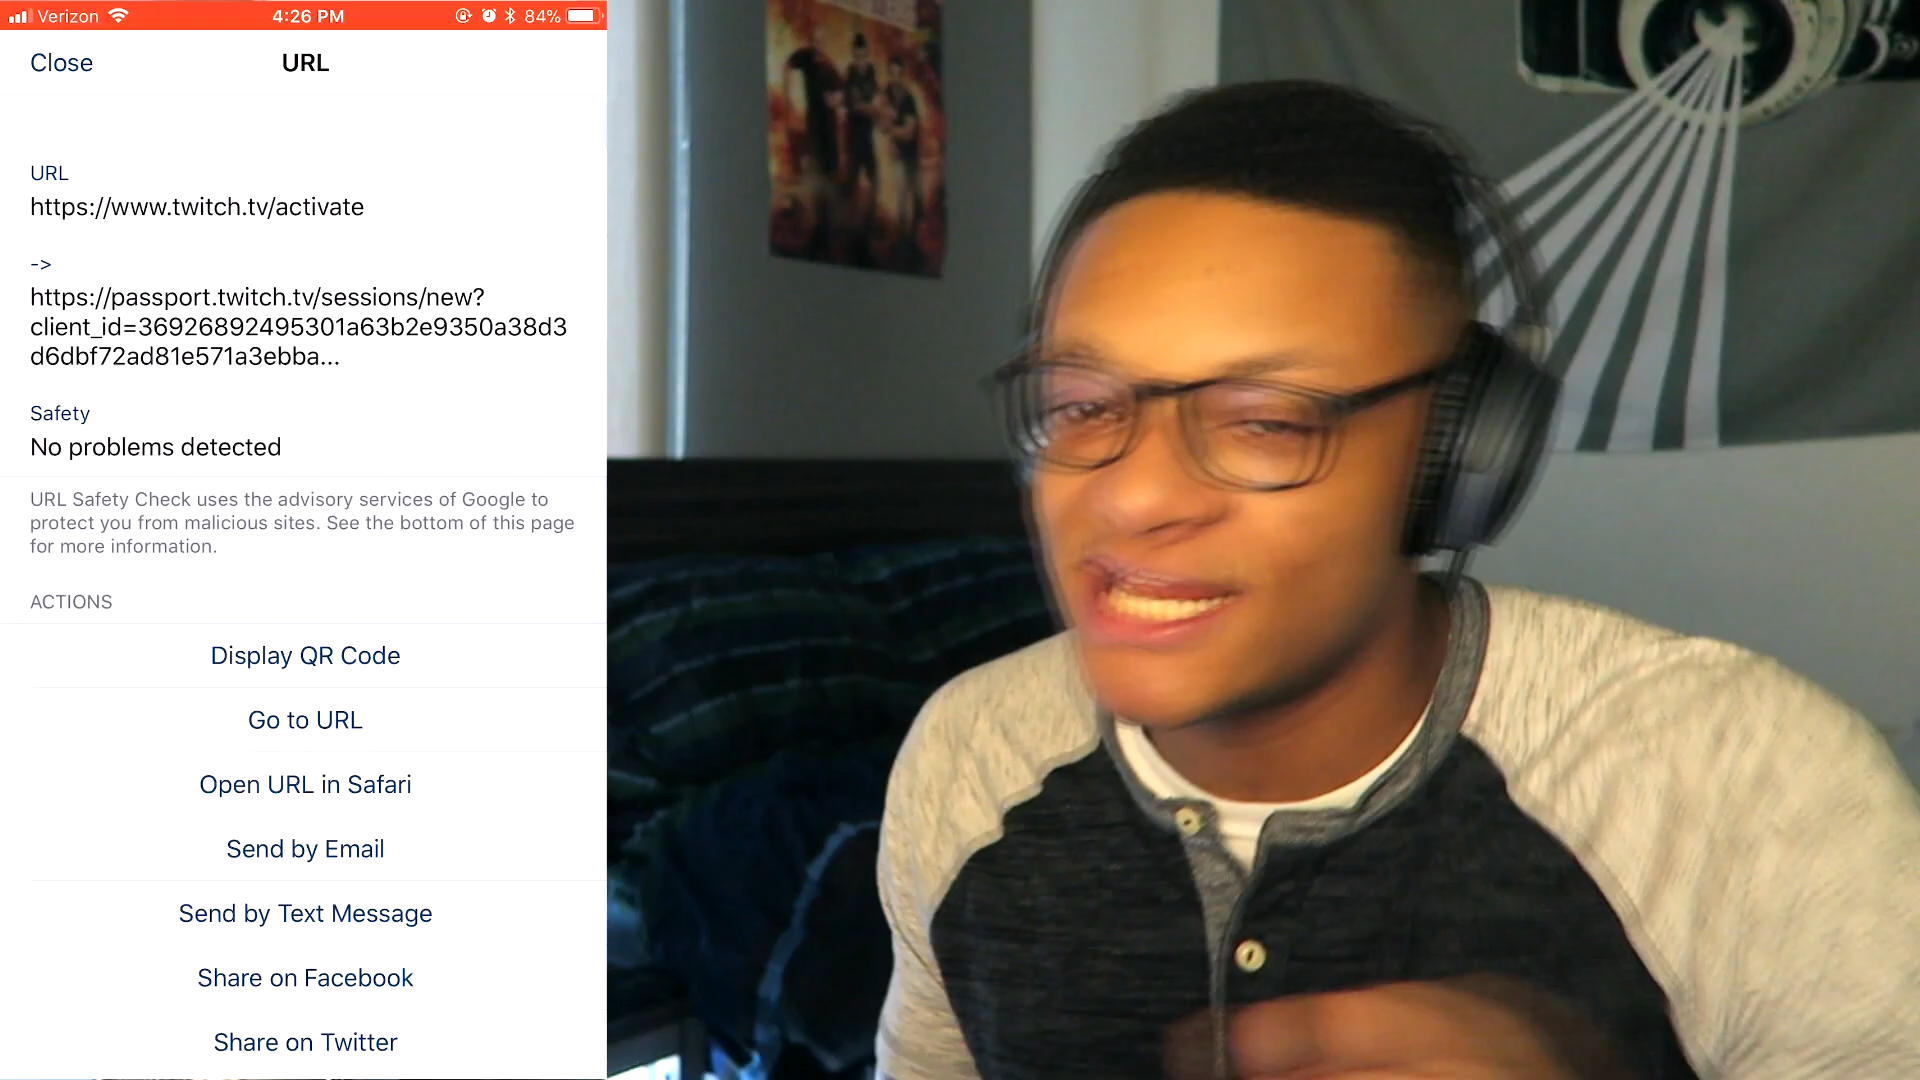 Verizon 4:26 PM 84%
Close URL
URL
https://www.twitch.tv/activate
->
https://passport.twitch.tv/sessions/new?
client_id=36926892495301a63b2e9350a38d3
d6dbf72ad81e571a3ebba...
Safety
No problems detected
URL Safety Check uses the advisory services of Google to
protect you from malicious sites. See the bottom of this page
for more information.
ACTIONS
Display QR Code
Go to URL
Open URL in Safari
Send by Email
Send by Text Message
Share on Facebook
Share on Twitter